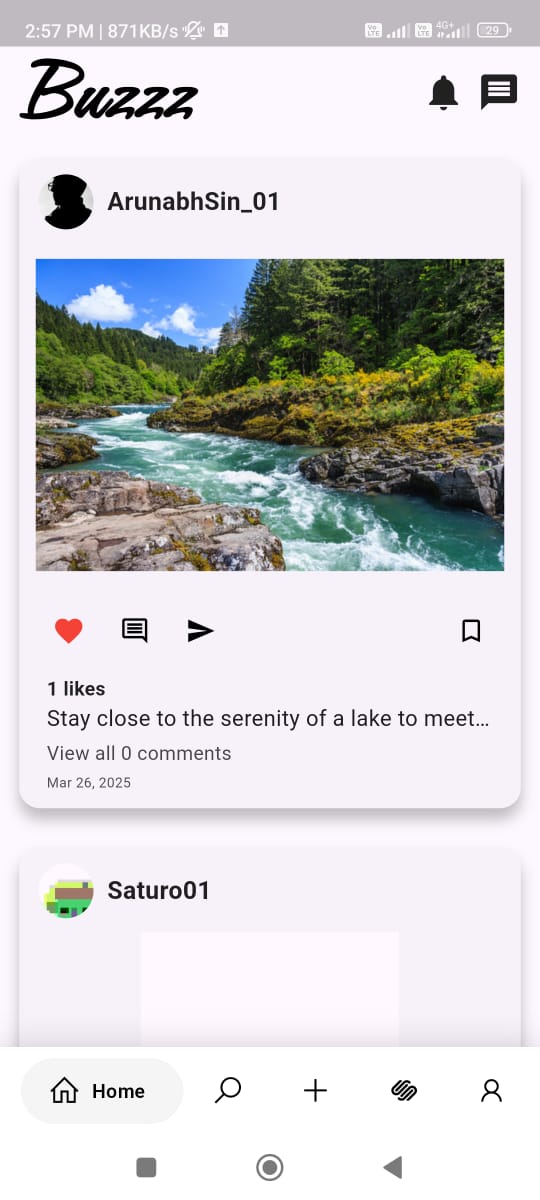 2:57 PM | 871KB/s
Vo LTE Vo LTE 4G+ 29
Buzzz
ArunabhSin_01
1 likes
Stay close to the serenity of a lake to meet...
View all 0 comments
Mar 26, 2025
Saturo01
Home